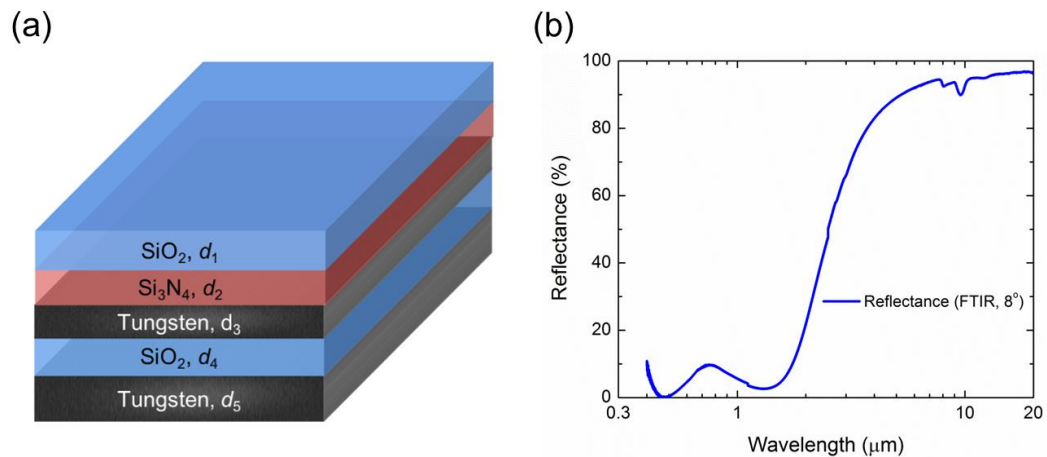 (a)
SiO₂, d₁
Si₃N₄, d₂
Tungsten, d₃
SiO₂, d₄
Tungsten, d₅
(b)
100
80
60
40
20
0
Reflectance (%)
Reflectance (FTIR, 8°)
0.3
1
10
20
Wavelength (μm)